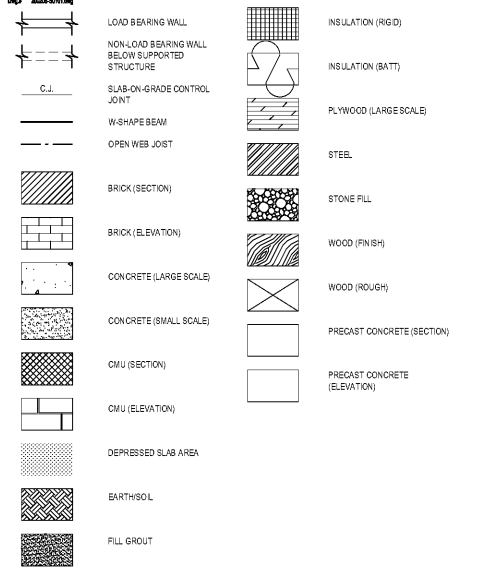 LOAD BEARING WALL
NON-LOAD BEARING WALL
BELOW SUPPORTED
STRUCTURE
C.J.
SLAB-ON-GRADE CONTROL
JOINT
W-SHAPE BEAM
OPEN WEB JOIST
BRICK (SECTION)
BRICK (ELEVATION)
CONCRETE (LARGE SCALE)
CONCRETE (SMALL SCALE)
CMU (SECTION)
CMU (ELEVATION)
DEPRESSED SLAB AREA
EARTH/SOIL
FILL GROUT
INSULATION (RIGID)
INSULATION (BATT)
PLYWOOD (LARGE SCALE)
STEEL
STONE FILL
WOOD (FINISH)
WOOD (ROUGH)
PRECAST CONCRETE (SECTION)
PRECAST CONCRETE
(ELEVATION)